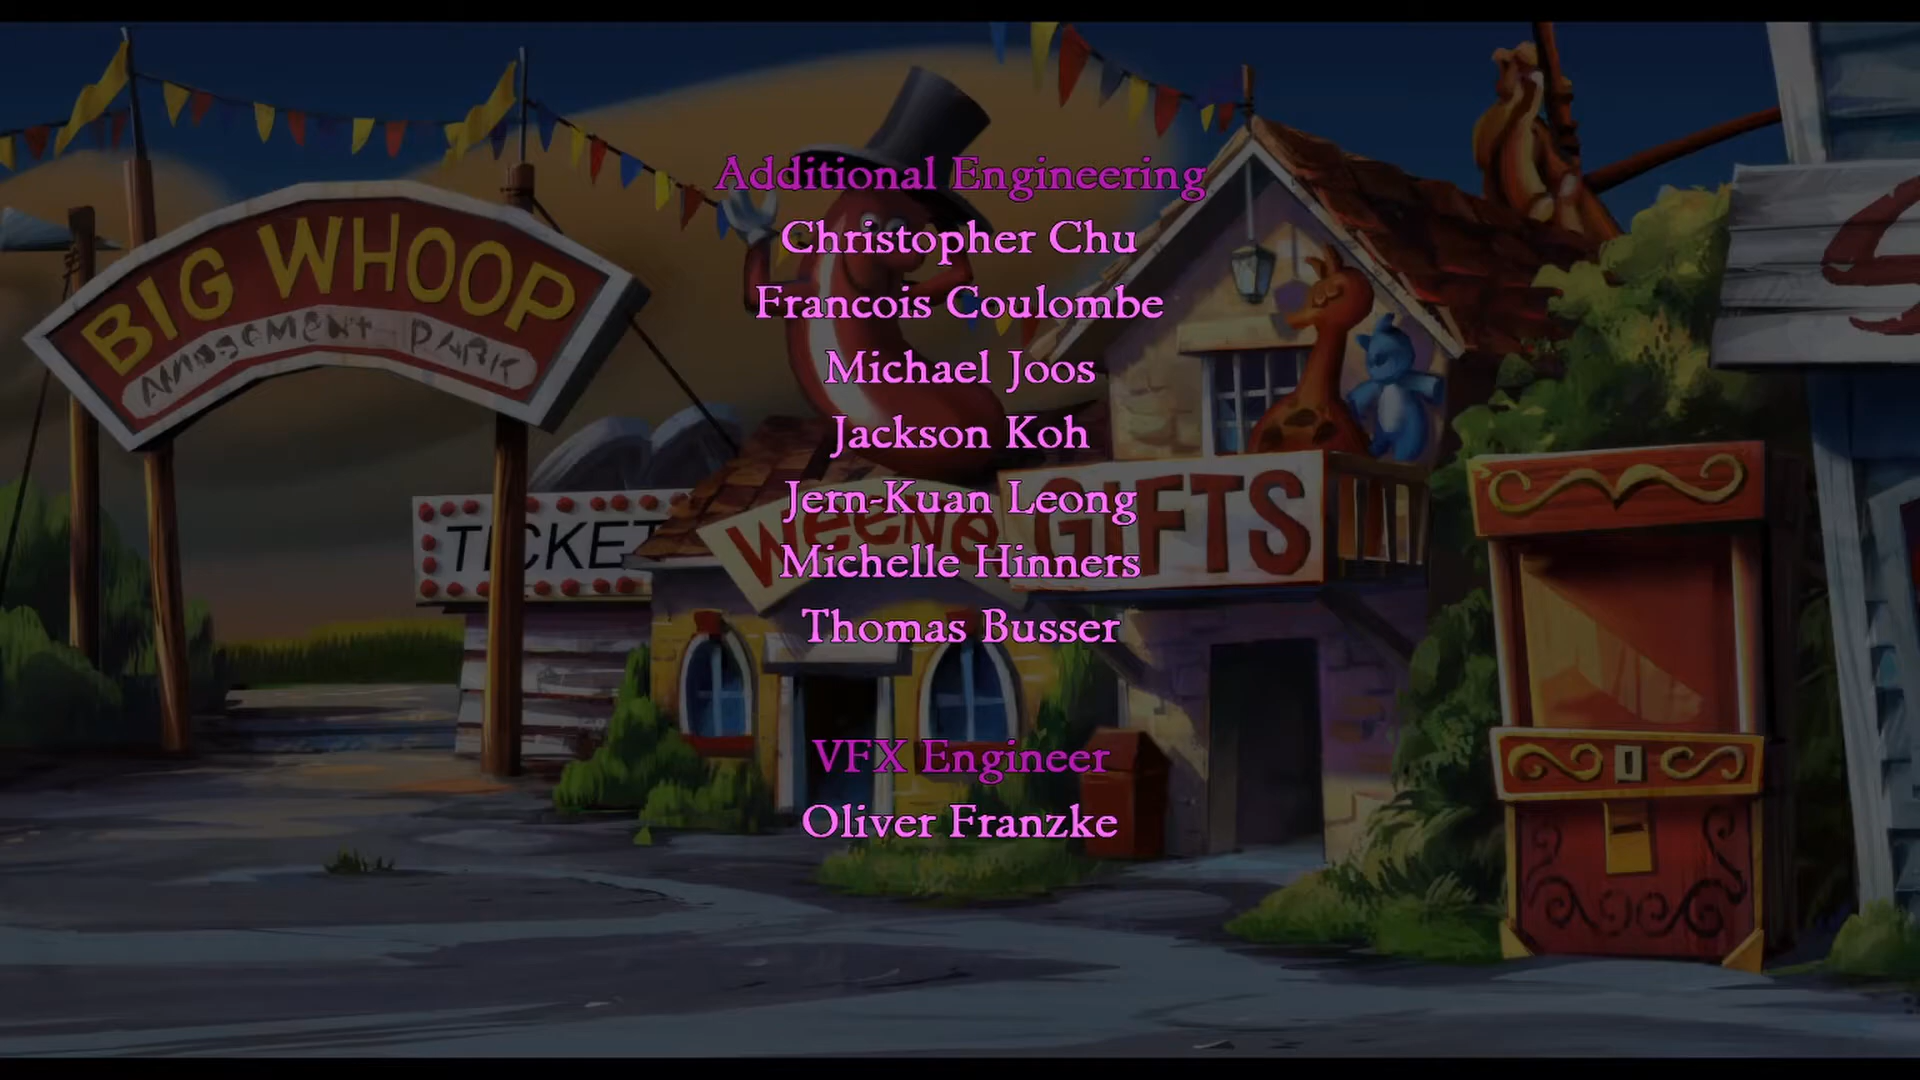 Additional Engineering
Christopher Chu
Francois Coulombe
Michael Joos
Jackson Koh
Jern-Kuan Leong
Michelle Hinners
Thomas Busser
VFX Engineer
Oliver Franzke
BIG WHOOP
AMUSEMENT PARK
TICKET
WEENE
GIFTS